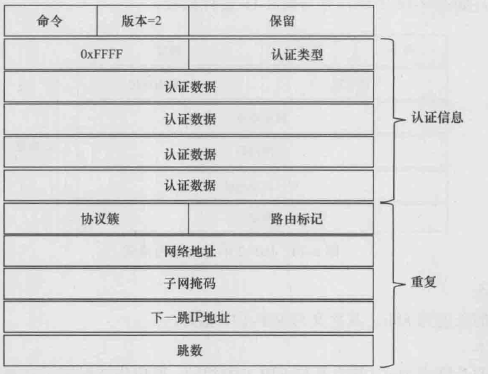 命令 版本=2 保留
0xFFFF 认证类型
认证数据
认证数据
认证信息
认证数据
认证数据
协议簇 路由标记
网络地址
子网掩码
重复
下一跳IP地址
跳数